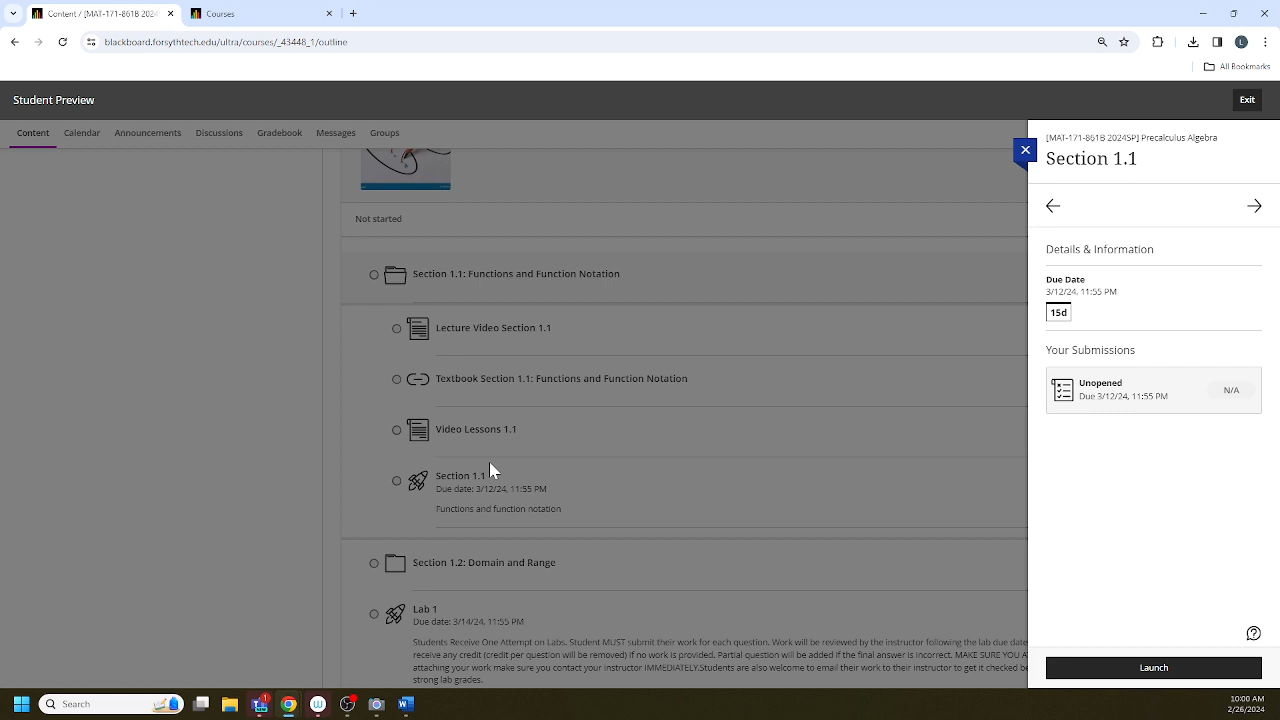 Content / [MAT-171-861B 2024
Courses
blackboard.forsythtech.edu/ultra/courses/_43448_1/outline
All Bookmarks
Student Preview
Exit
Content
Calendar
Announcements
Discussions
Gradebook
Messages
Groups
Not started
Section 1.1: Functions and Function Notation
Lecture Video Section 1.1
Textbook Section 1.1: Functions and Function Notation
Video Lessons 1.1
Section 1.1
Due date: 3/12/24, 11:55 PM
Functions and function notation
Section 1.2: Domain and Range
Lab 1
Due date: 3/14/24, 11:55 PM
Students Receive One Attempt on Labs. Student MUST submit their work for each question. Work will be reviewed by the instructor following the lab due date
receive any credit (credit per question will be removed) if no work is provided. Partial question will be added if the final answer is incorrect. MAKE SURE YOU
attaching your work make sure you contact your instructor IMMEDIATELY.Students are also welcome to email their work to their instructor to get it checked
strong lab grades.
[MAT-171-861B 2024SP] Precalculus Algebra
Section 1.1
Details & Information
Due Date
3/12/24, 11:55 PM
15d
Your Submissions
Unopened
Due 3/12/24, 11:55 PM
N/A
Launch
L
Search
1
10:00 AM
2/26/2024